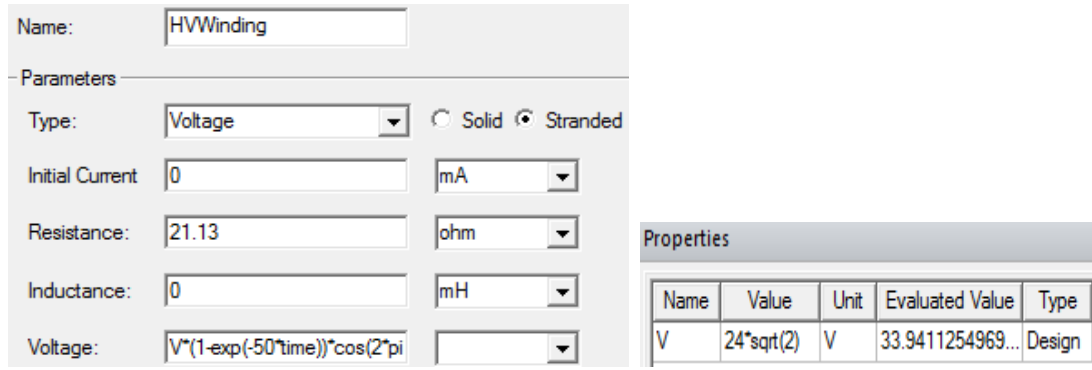 Name: HVWinding
Parameters
Type: Voltage Solid Stranded
Initial Current 0 mA
Resistance: 21.13 ohm
Inductance: 0 mH
Voltage: V*(1-exp(-50*time))*cos(2*pi
Properties
Name Value Unit Evaluated Value Type
V 24*sqrt(2) V 33.9411254969... Design